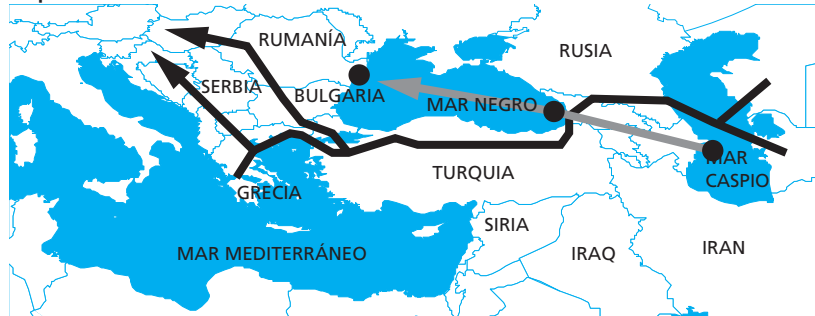 RUMANÍA
RUSIA
SERBIA
BULGARIA
MAR NEGRO
MAR
CASPIO
TURQUIA
GRECIA
SIRIA
MAR MEDITERRÁNEO
IRAQ
IRAN